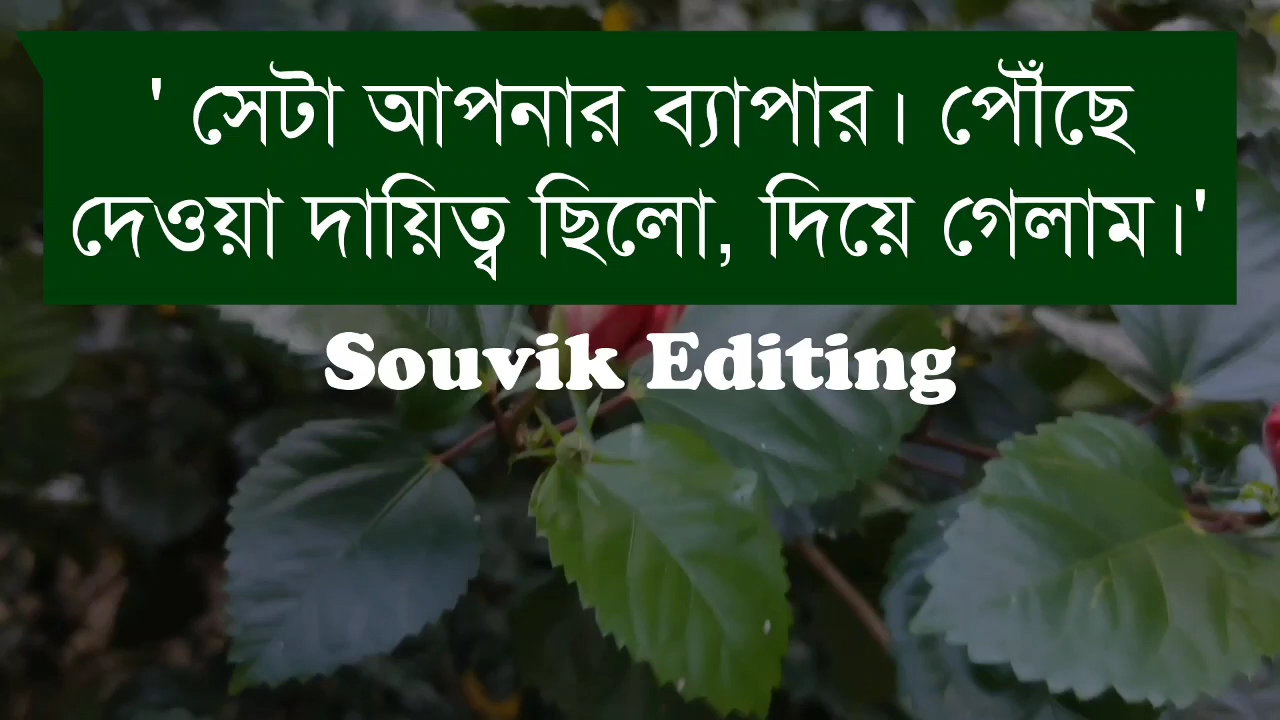 ' সেটা আপনার ব্যাপার। পৌঁছে
দেওয়া দায়িত্ব ছিলো, দিয়ে গেলাম।'
Souvik Editing